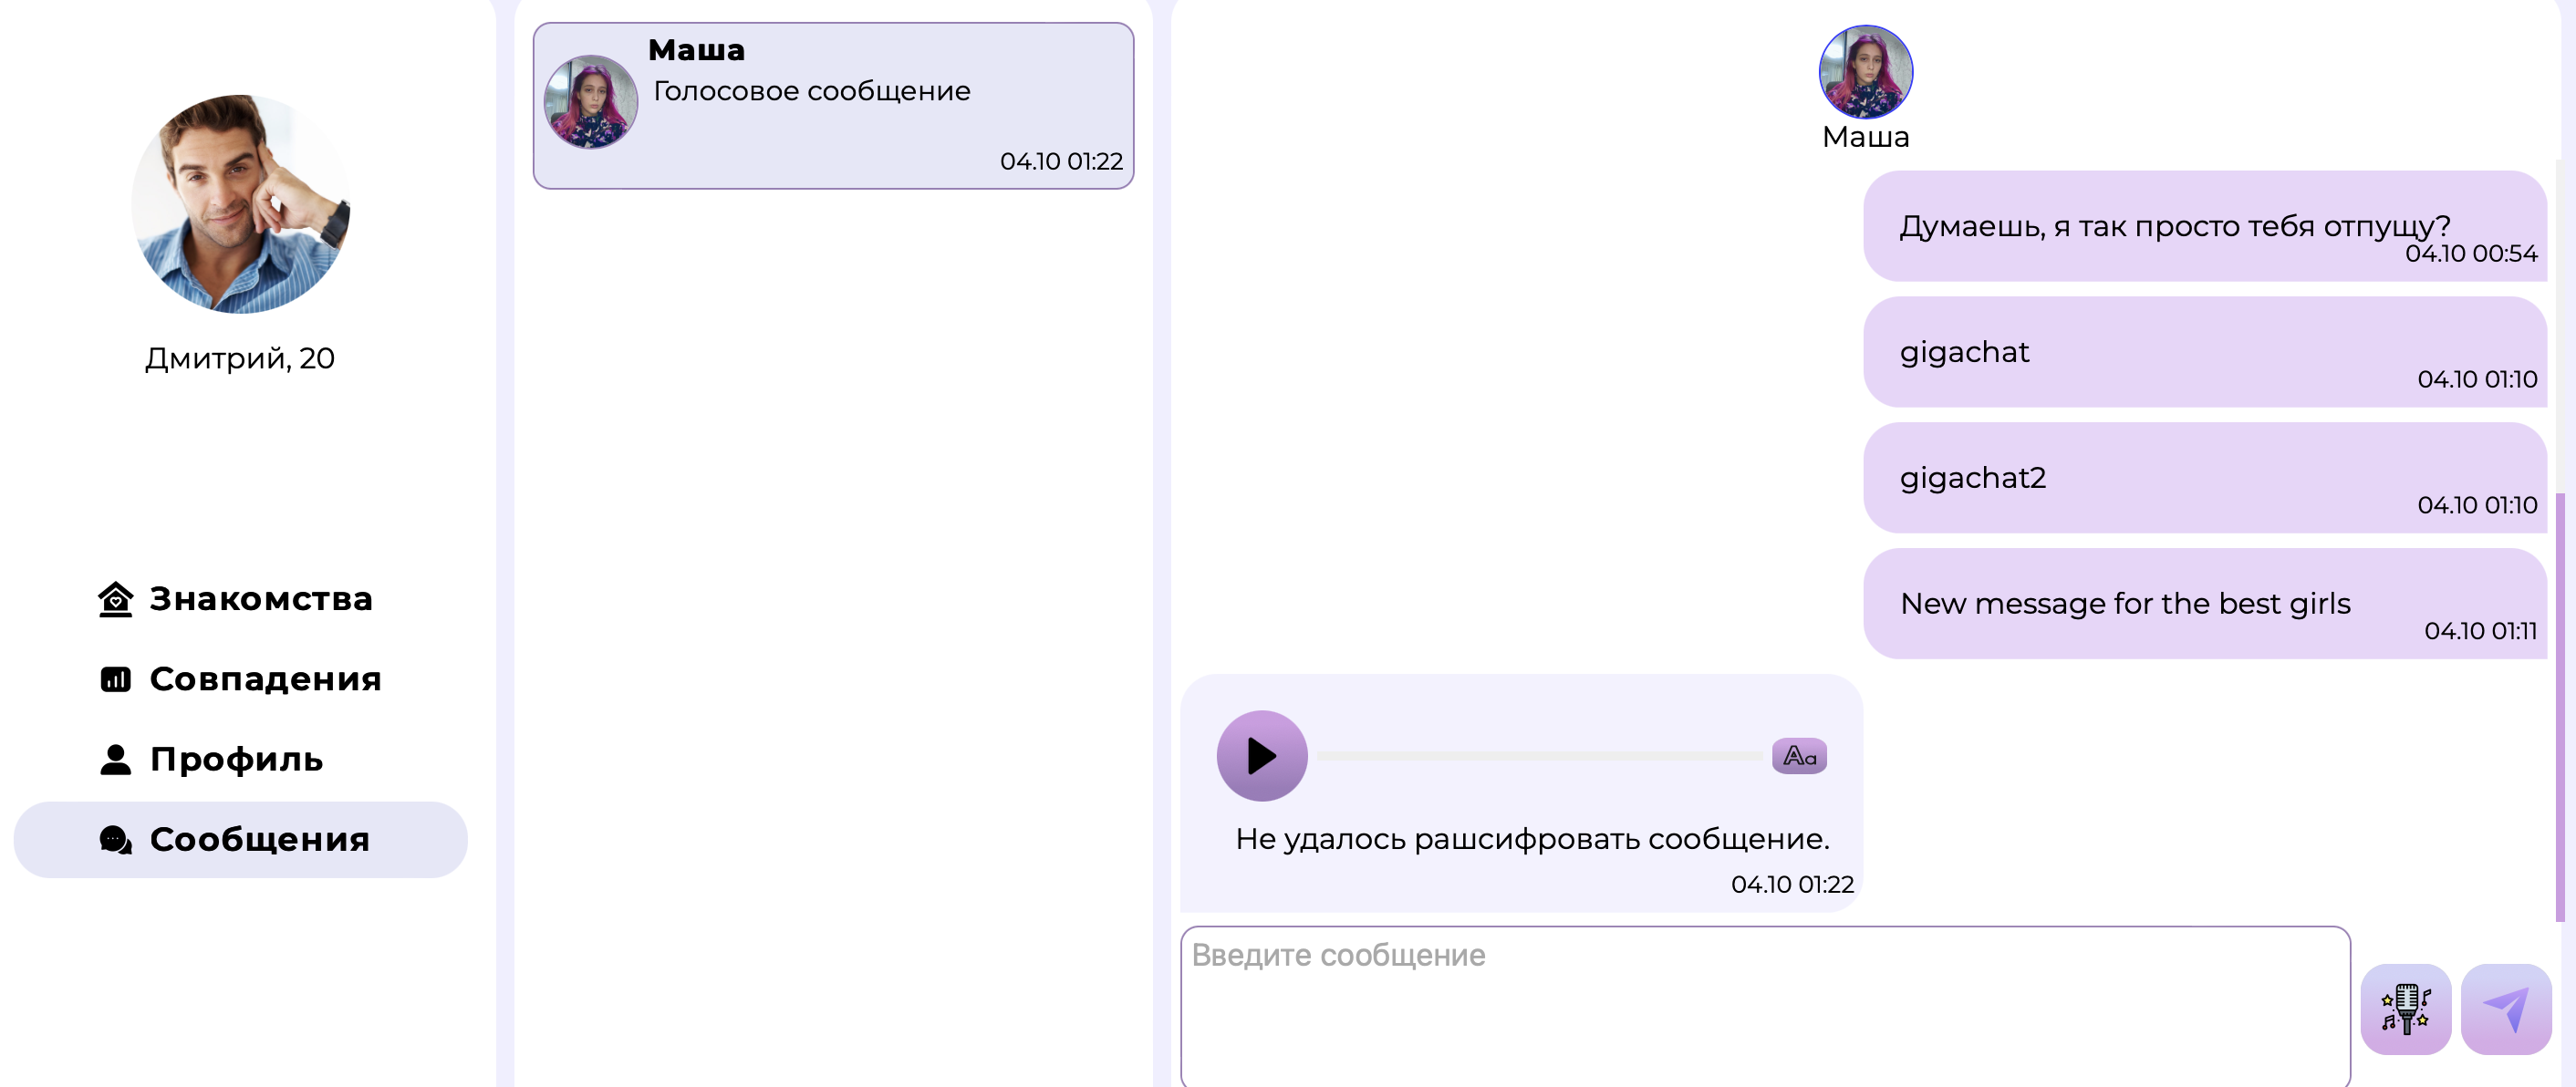 Дмитрий, 20
Знакомства
Совпадения
Профиль
Сообщения
Маша
Голосовое сообщение
04.10 01:22
Маша
Думаешь, я так просто тебя отпущу?
04.10 00:54
gigachat
04.10 01:10
gigachat2
04.10 01:10
New message for the best girls
04.10 01:11
Aa
Не удалось рашсифровать сообщение.
04.10 01:22
Введите сообщение